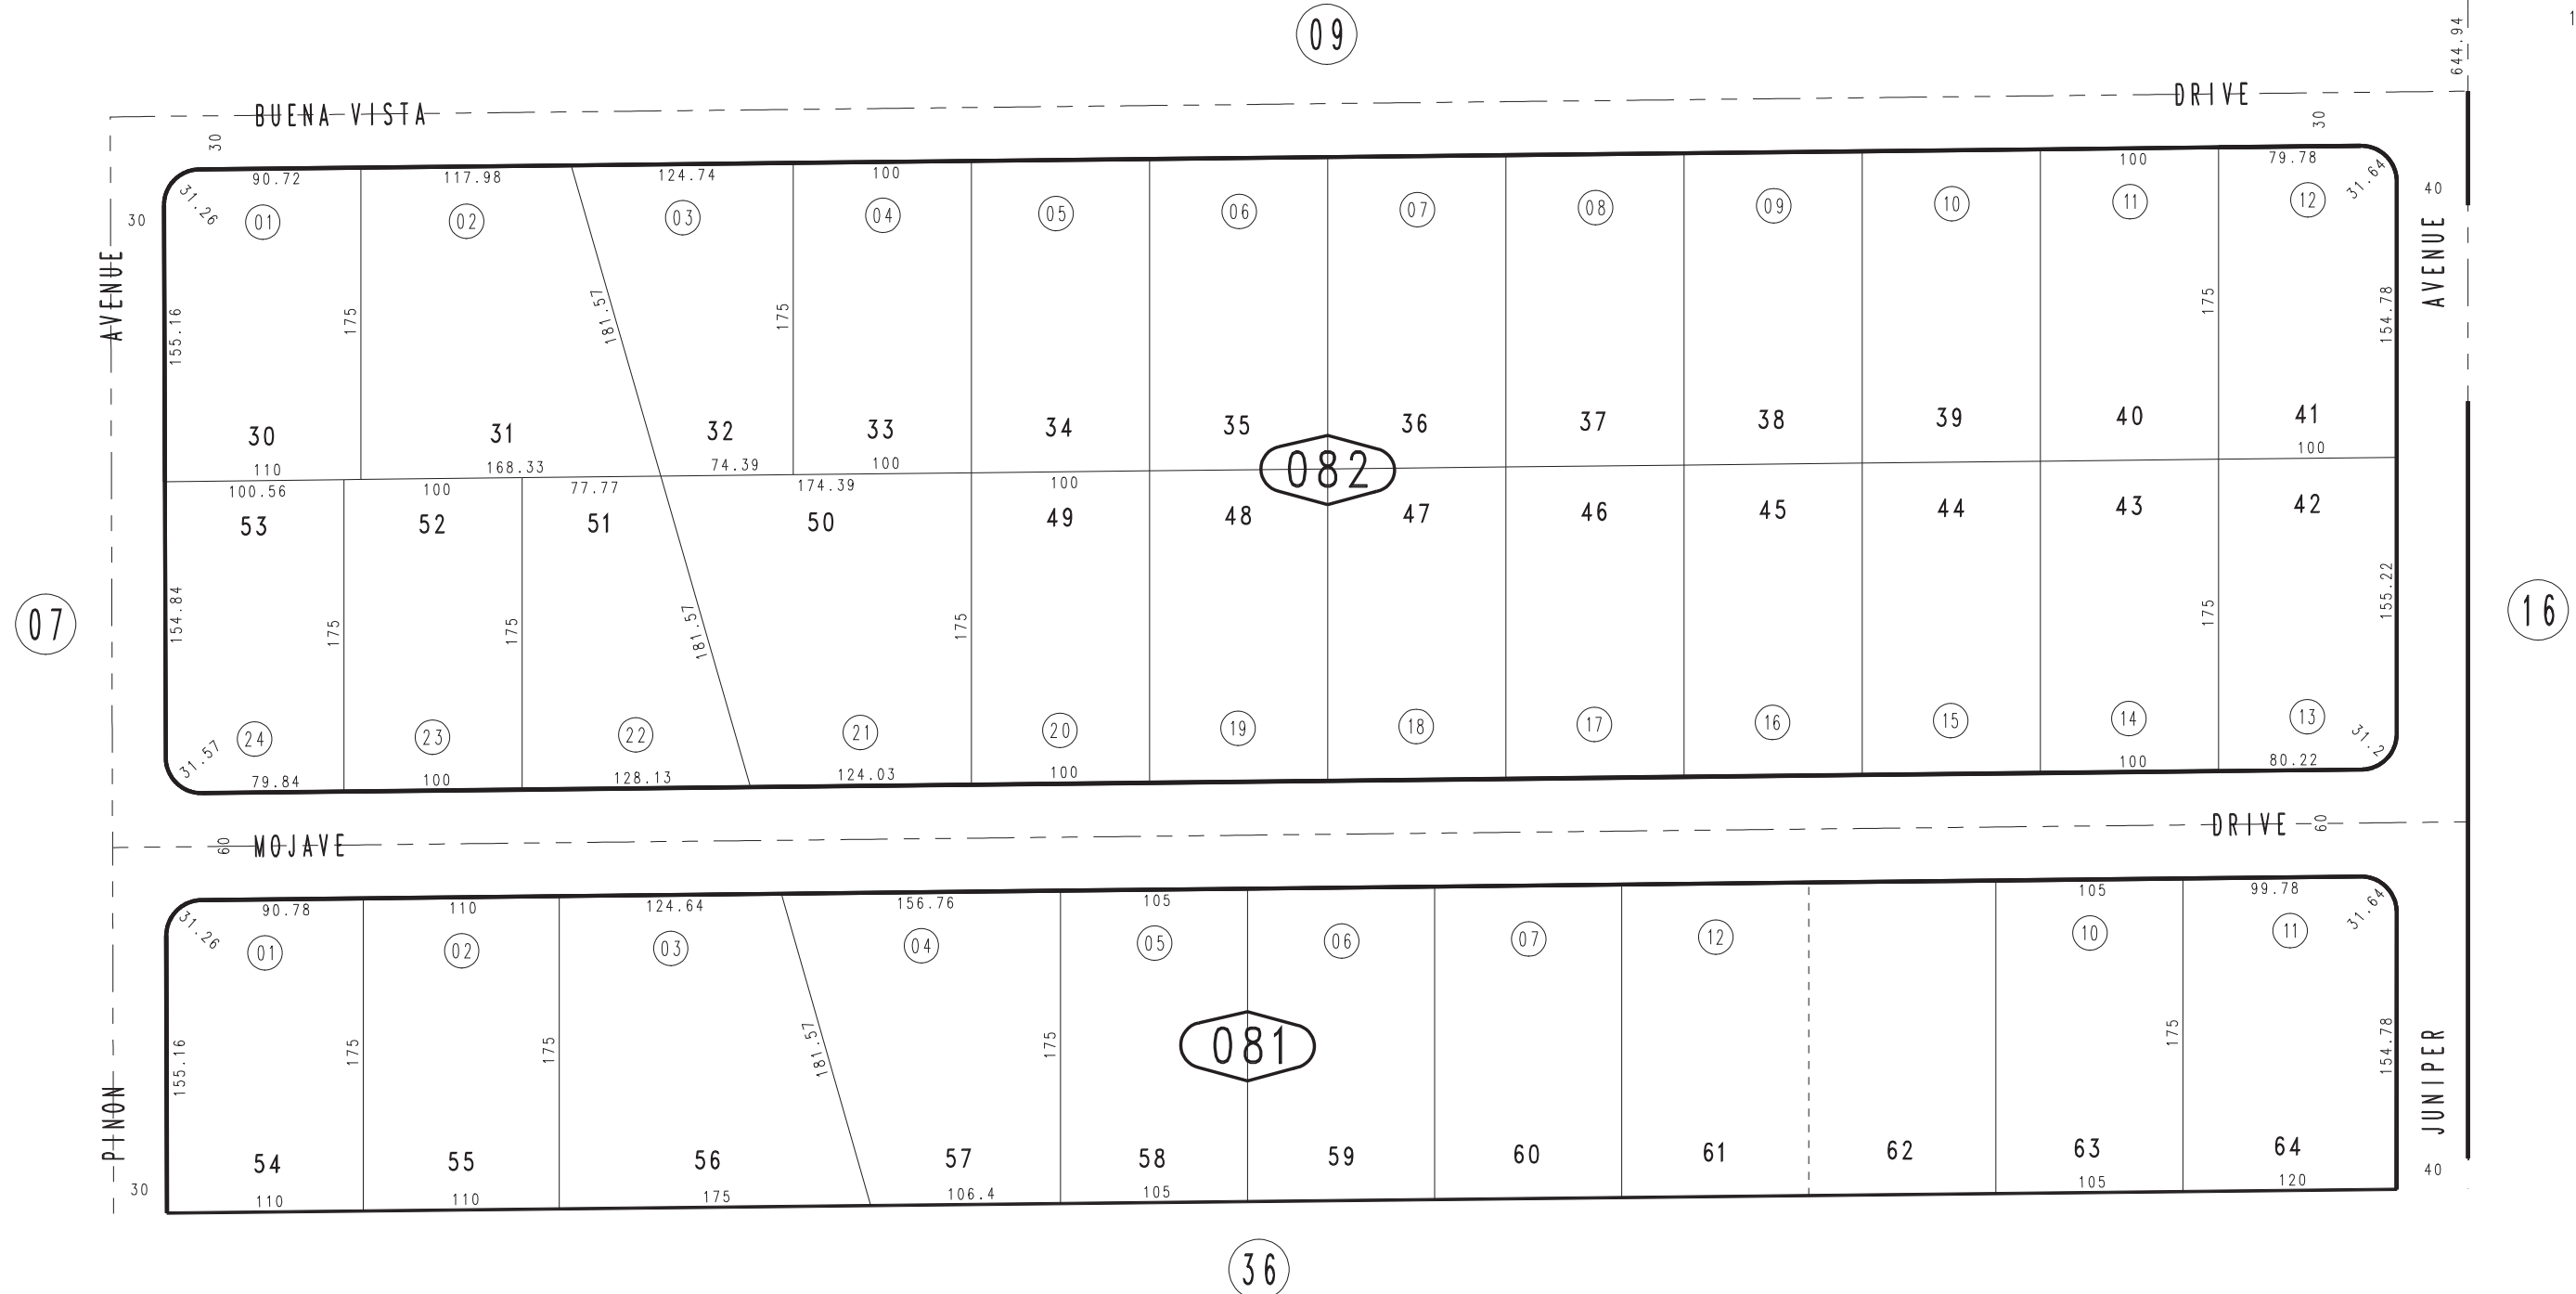 09
644.94
BUENA VISTA DRIVE
30 30
90.72 117.98 124.74 100 100 79.78
31.26 31.64
30 40
01 02 03 04 05 06 07 08 09 10 11 12
AVENUE AVENUE
155.16 175 181.57 175 175 154.78
30 31 32 33 34 35 36 37 38 39 40 41
110 168.33 74.39 100 100
082
100.56 100 77.77 174.39 100
53 52 51 50 49 48 47 46 45 44 43 42
07 16
154.84 175 175 181.57 175 175 155.22
24 23 22 21 20 19 18 17 16 15 14 13
31.57 31.2
79.84 100 128.13 124.03 100 100 80.22
60 MOJAVE DRIVE 60
90.78 110 124.64 156.76 105 105 99.78
31.26 31.64
01 02 03 04 05 06 07 12 10 11
155.16 175 175 181.57 175 175 154.78
081
PINON JUNIPER
54 55 56 57 58 59 60 61 62 63 64
30 40
110 110 175 106.4 105 105 120
36